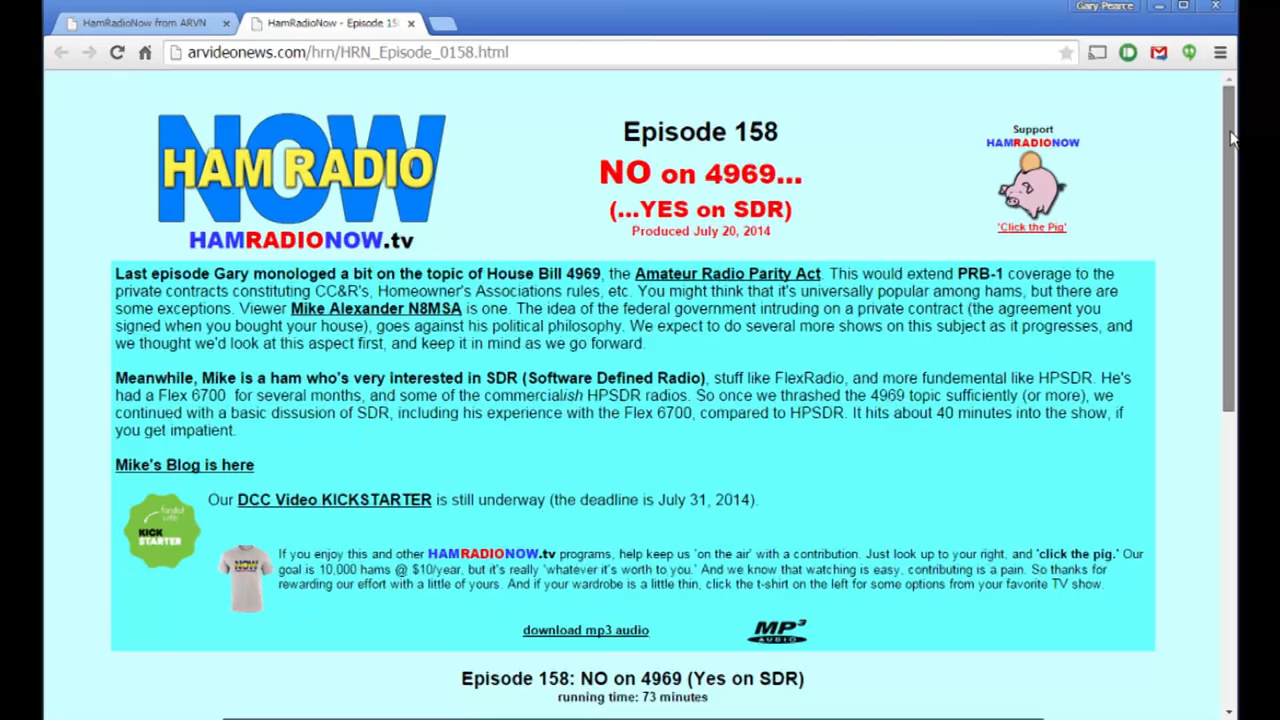 Gary Pearce
HamRadioNow from ARVN
HamRadioNow - Episode 15
arvideonews.com/hrn/HRN_Episode_0158.html
NOW
HAM RADIO
HAMRADIONOW.tv
Episode 158
NO on 4969...
(...YES on SDR)
Produced July 20, 2014
Support
HAMRADIONOW
'Click the Pig'
Last episode Gary monologed a bit on the topic of House Bill 4969, the Amateur Radio Parity Act. This would extend PRB-1 coverage to the
private contracts constituting CC&R's, Homeowner's Associations rules, etc. You might think that it's universally popular among hams, but there are
some exceptions. Viewer Mike Alexander N8MSA is one. The idea of the federal government intruding on a private contract (the agreement you
signed when you bought your house), goes against his political philosophy. We expect to do several more shows on this subject as it progresses, and
we thought we'd look at this aspect first, and keep it in mind as we go forward.
Meanwhile, Mike is a ham who's very interested in SDR (Software Defined Radio), stuff like FlexRadio, and more fundemental like HPSDR. He's
had a Flex 6700 for several months, and some of the commercialish HPSDR radios. So once we thrashed the 4969 topic sufficiently (or more), we
continued with a basic dissusion of SDR, including his experience with the Flex 6700, compared to HPSDR. It hits about 40 minutes into the show, if
you get impatient.
Mike's Blog is here
Our DCC Video KICKSTARTER is still underway (the deadline is July 31, 2014).
funded with
KICK
STARTER
NOW
If you enjoy this and other HAMRADIONOW.tv programs, help keep us 'on the air' with a contribution. Just look up to your right, and 'click the pig.' Our
goal is 10,000 hams @ $10/year, but it's really 'whatever it's worth to you.' And we know that watching is easy, contributing is a pain. So thanks for
rewarding our effort with a little of yours. And if your wardrobe is a little thin, click the t-shirt on the left for some options from your favorite TV show.
download mp3 audio
MP3
AUDIO
Episode 158: NO on 4969 (Yes on SDR)
running time: 73 minutes